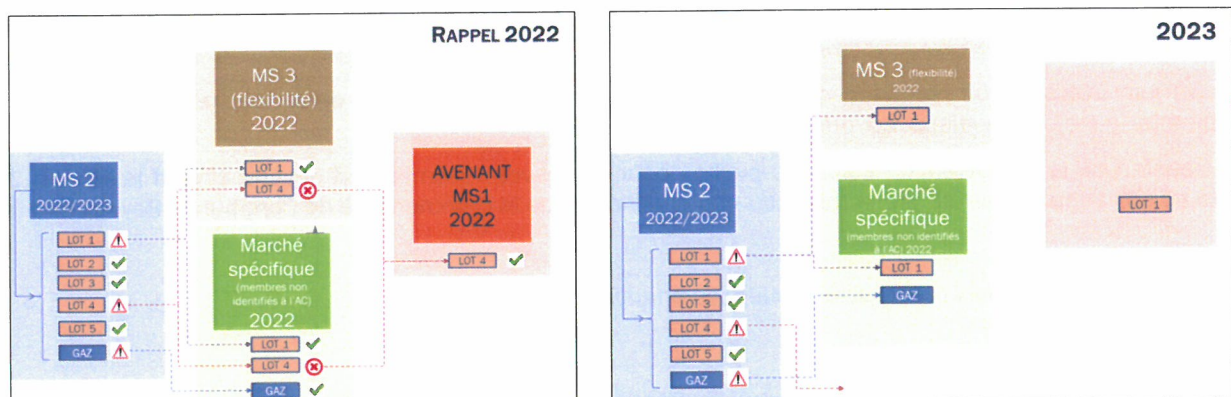 RAPPEL 2022
MS 3
(flexibilité)
2022
LOT 1
LOT 4
MS 2
2022/2023
LOT 1
LOT 2
LOT 3
LOT 4
LOT 5
GAZ
Marché
spécifique
(membres non
identifiés à l'AC)
2022
LOT 1
LOT 4
GAZ
AVENANT
MS1
2022
LOT 4
2023
MS 3 (flexibilité)
2022
LOT 1
MS 2
2022/2023
LOT 1
LOT 2
LOT 3
LOT 4
LOT 5
GAZ
Marché
spécifique
(membres non identifiés
à l'AC) 2022
LOT 1
GAZ
LOT 1